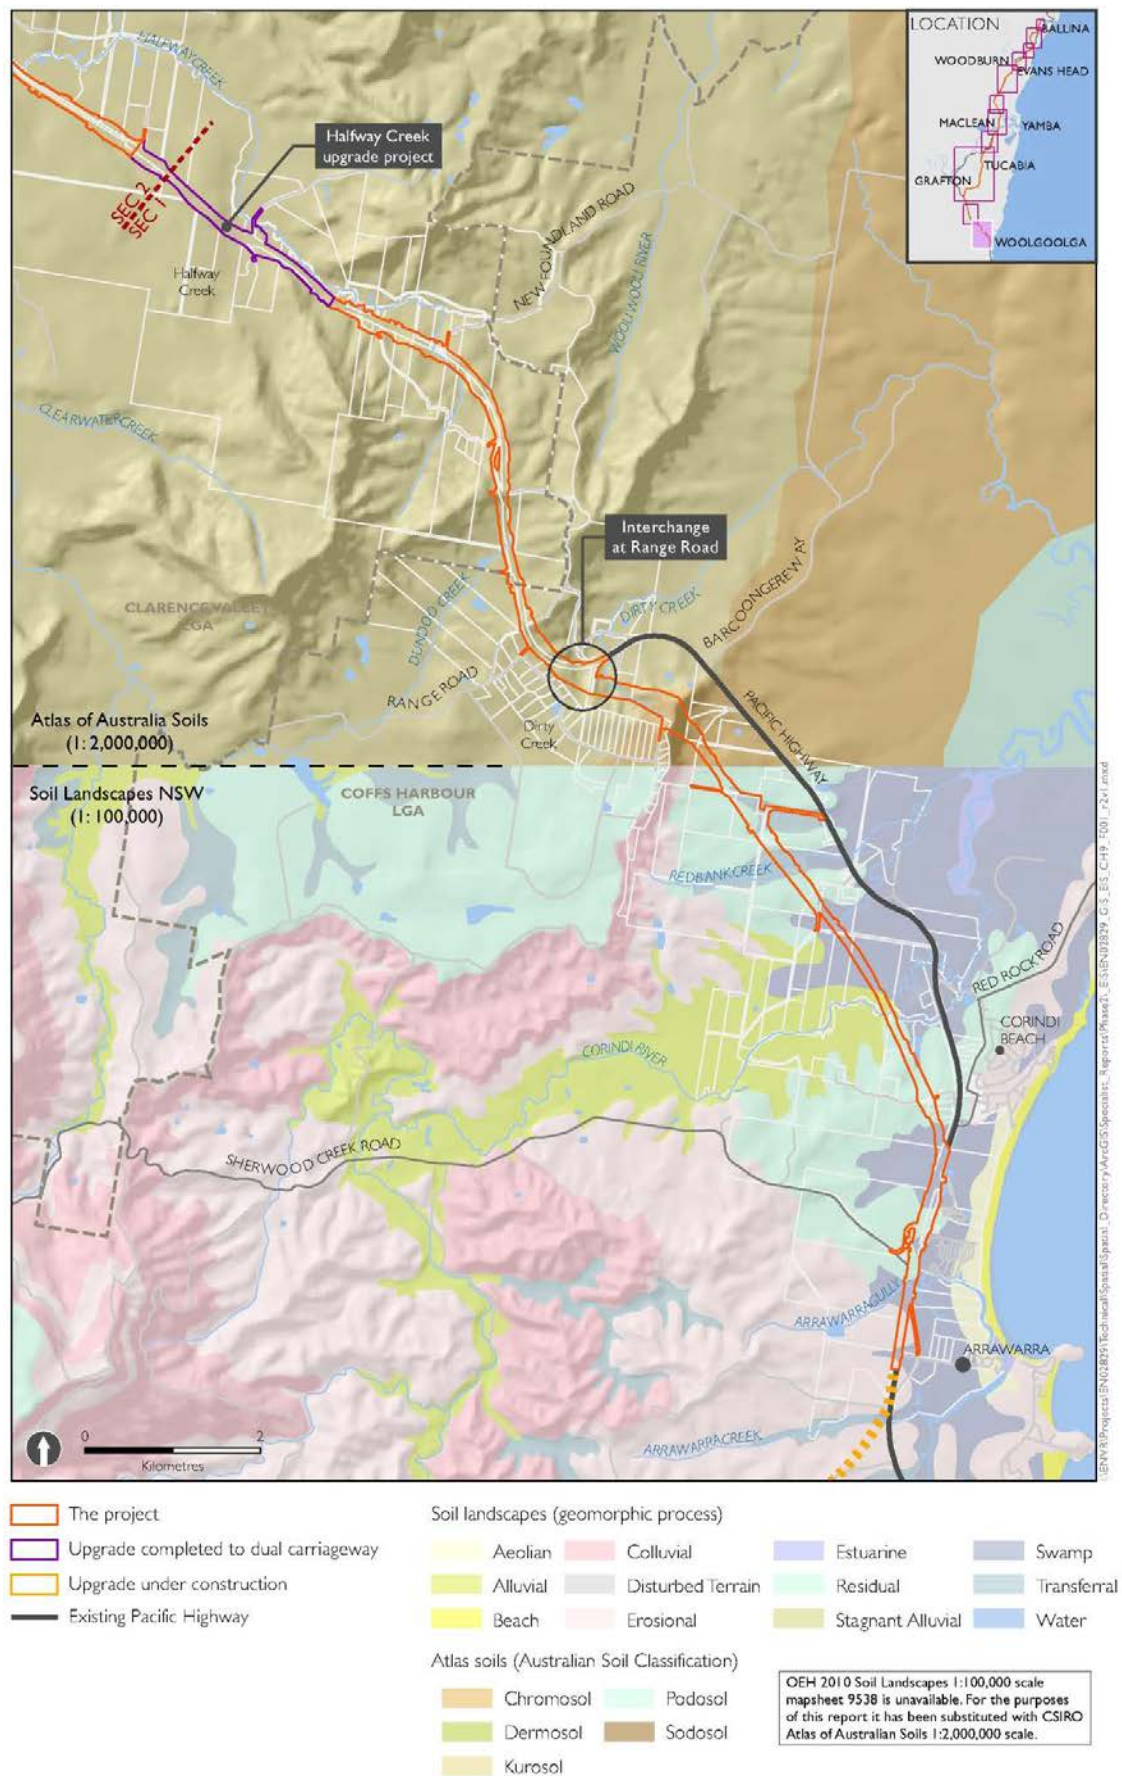 LOCATION
BALLINA
WOODBURN
EVANS HEAD
MACLEAN
YAMBA
TUCABIA
GRAFTON
WOOLGOOLGA
HALFWAY CREEK
Halfway Creek
upgrade project
SEC 2
SEC 1
Halfway
Creek
NEWFOUNDLAND ROAD
WOOLI WOOLI RIVER
CLEARWATER CREEK
Interchange
at Range Road
CLARENCE VALLEY
LGA
DUNDOO CREEK
DIRTY CREEK
BARCOONGERE WAY
RANGE ROAD
PACIFIC HIGHWAY
Dirty
Creek
Atlas of Australia Soils
(1: 2,000,000)
Soil Landscapes NSW
(1: 100,000)
COFFS HARBOUR
LGA
REDBANK CREEK
RED ROCK ROAD
CORINDI
BEACH
CORINDI RIVER
SHERWOOD CREEK ROAD
ARRAWARRA GULLY
ARRAWARRA
ARRAWARRA CREEK
0 2
Kilometres
The project
Upgrade completed to dual carriageway
Upgrade under construction
Existing Pacific Highway
Soil landscapes (geomorphic process)
Aeolian Colluvial Estuarine Swamp
Alluvial Disturbed Terrain Residual Transferral
Beach Erosional Stagnant Alluvial Water
Atlas soils (Australian Soil Classification)
Chromosol Podosol
Dermosol Sodosol
Kurosol
OEH 2010 Soil Landscapes 1:100,000 scale
mapsheet 9538 is unavailable. For the purposes
of this report it has been substituted with CSIRO
Atlas of Australian Soils 1:2,000,000 scale.